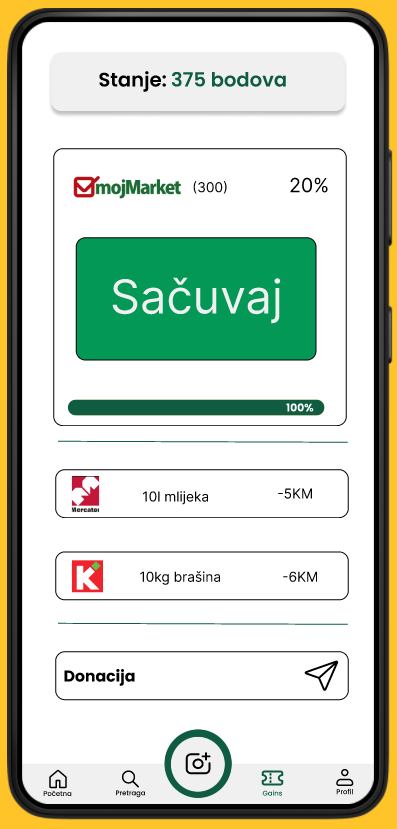 Stanje: 375 bodova
mojMarket (300) 20%
Sačuvaj
100%
Mercator 10l mlijeka -5KM
K 10kg brašina -6KM
Donacija
Početna Pretraga Gains Profil